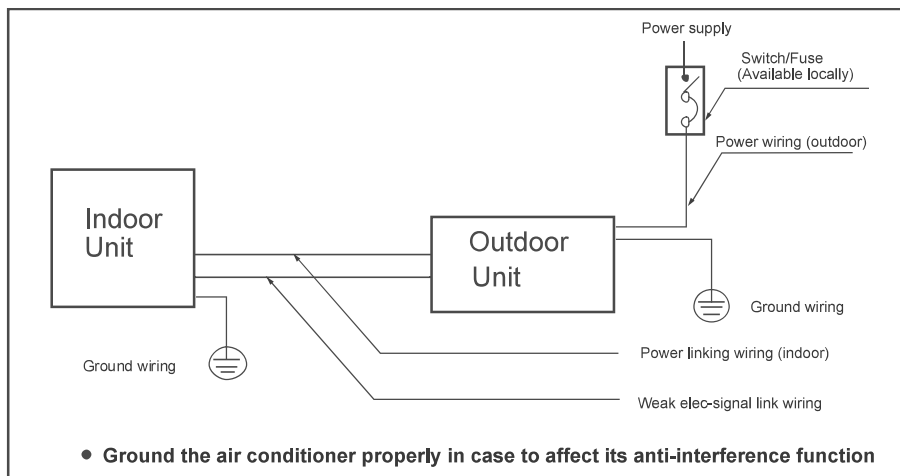 Power supply
Switch/Fuse
(Available locally)
Power wiring (outdoor)
Indoor
Unit
Outdoor
Unit
Ground wiring
Ground wiring
Power linking wiring (indoor)
Weak elec-signal link wiring
● Ground the air conditioner properly in case to affect its anti-interference function